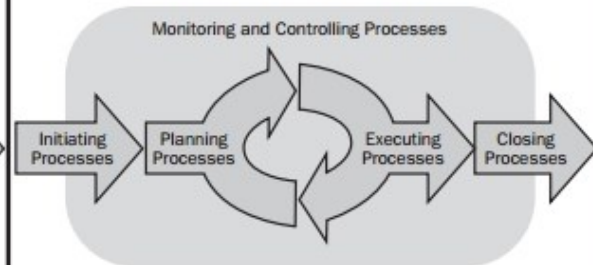 Monitoring and Controlling Processes
Initiating
Processes
Planning
Processes
Executing
Processes
Closing
Processes